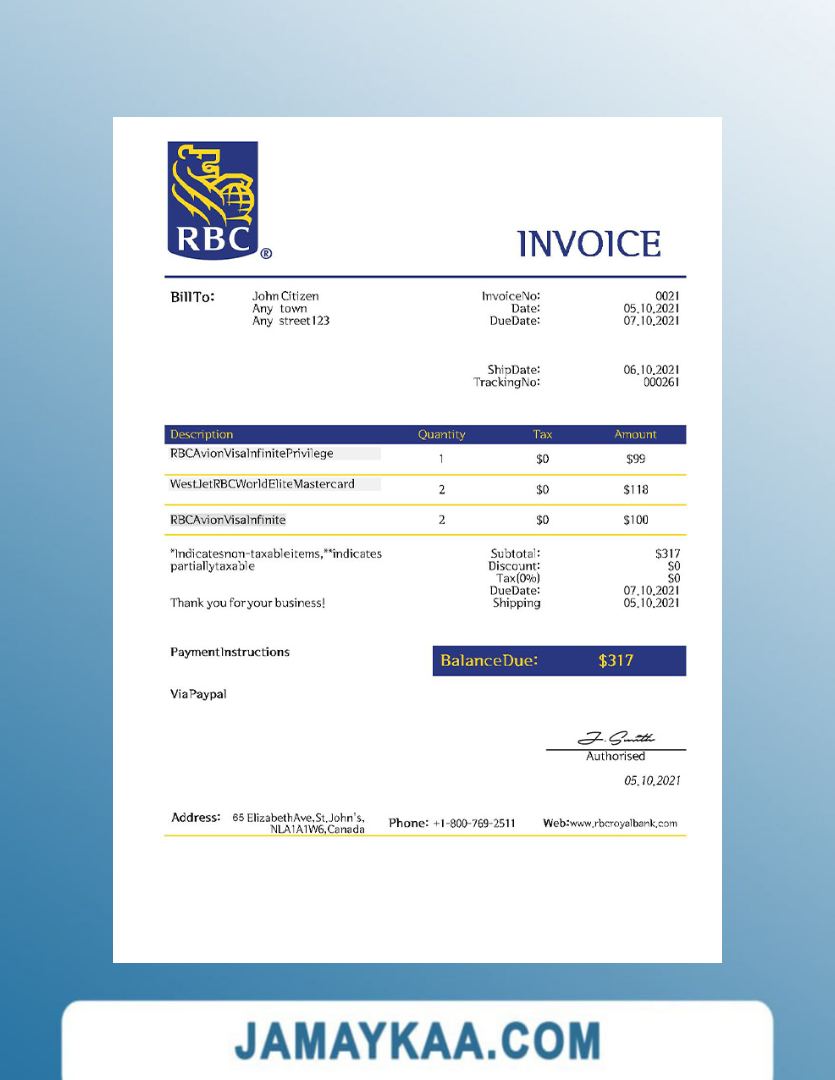 RBC®
INVOICE
BillTo: John Citizen InvoiceNo: 0021
Any town Date: 05.10.2021
Any street123 DueDate: 07.10.2021
ShipDate: 06.10.2021
TrackingNo: 000261
Description Quantity Tax Amount
RBCAvionVisaInfinitePrivilege 1 $0 $99
WestJetRBCWorldEliteMastercard 2 $0 $118
RBCAvionVisaInfinite 2 $0 $100
*Indicatesnon-taxableitems,**indicates Subtotal: $317
partiallytaxable Discount: $0
Tax(0%) $0
DueDate: 07.10.2021
Thank you for your business! Shipping 05.10.2021
PaymentInstructions
BalanceDue: $317
ViaPaypal
J. Smith
Authorised
05.10.2021
Address: 65 ElizabethAve,St.John's, Phone: +1-800-769-2511 Web:www.rbcroyalbank.com
NLA1A1W6,Canada
JAMAYKAA.COM